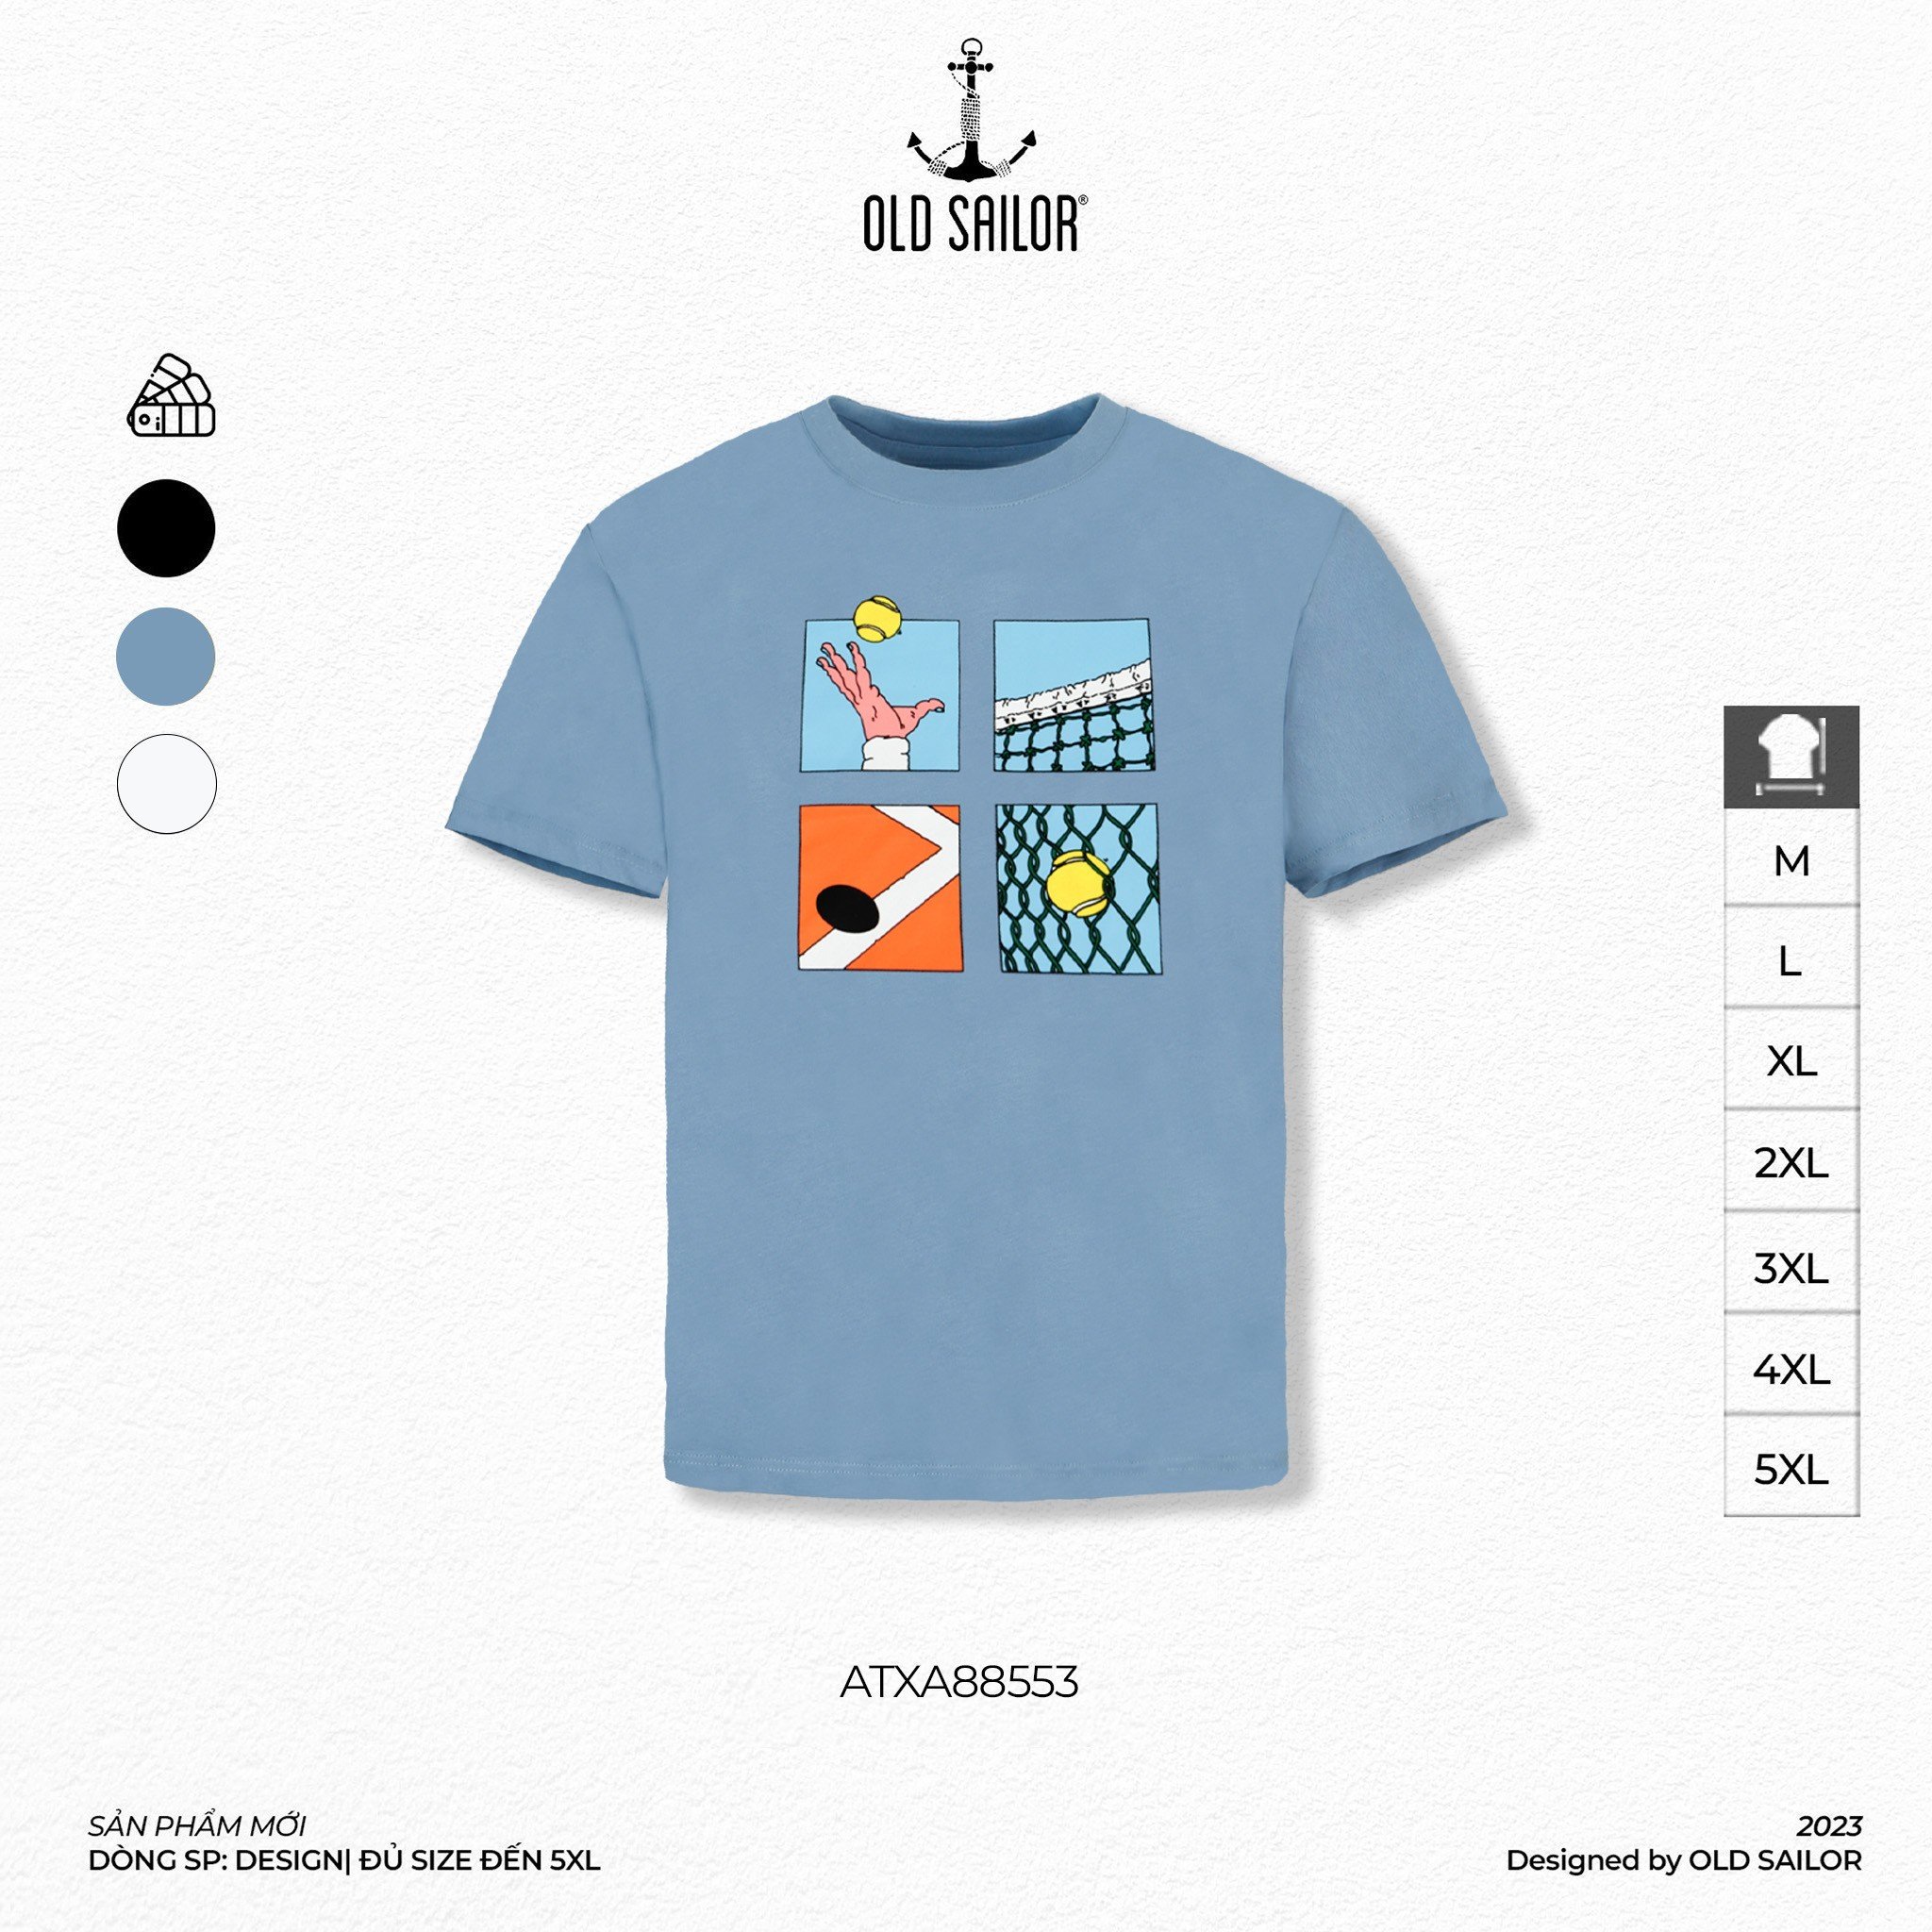 OLD SAILOR®
M
L
XL
2XL
3XL
4XL
5XL
ATXA88553
SẢN PHẨM MỚI
DÒNG SP: DESIGN| ĐỦ SIZE ĐẾN 5XL
2023
Designed by OLD SAILOR